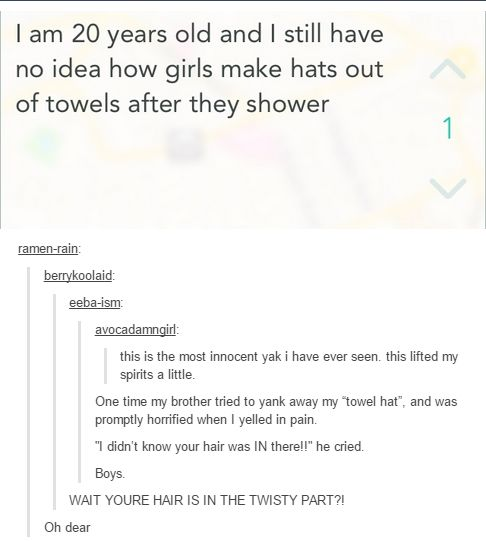 I am 20 years old and I still have
no idea how girls make hats out
of towels after they shower
1
ramen-rain:
berrykoolaid:
eeba-ism:
avocadamngirl:
this is the most innocent yak i have ever seen. this lifted my
spirits a little.
One time my brother tried to yank away my “towel hat”, and was
promptly horrified when I yelled in pain.
"I didn’t know your hair was IN there!!" he cried.
Boys.
WAIT YOURE HAIR IS IN THE TWISTY PART?!
Oh dear